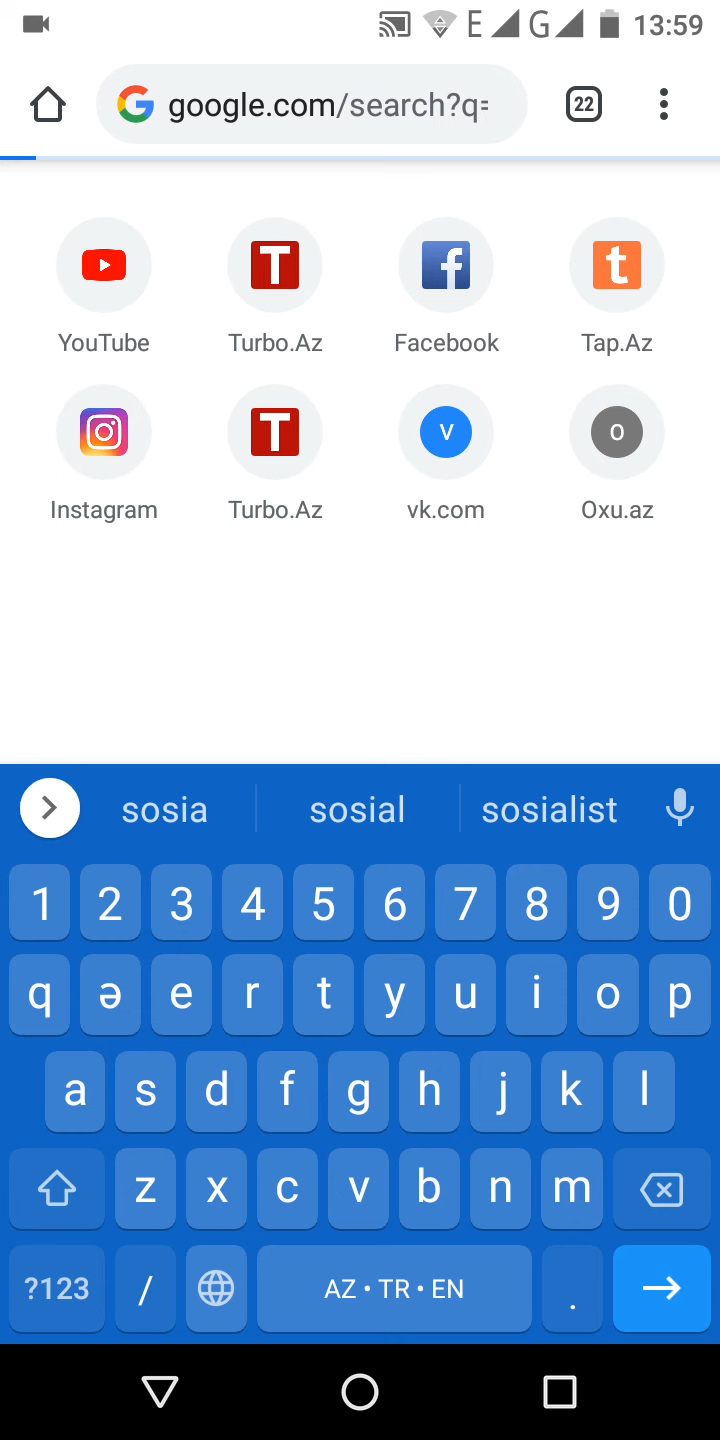 E G 13:59
google.com/search?q=
22
YouTube Turbo.Az Facebook Tap.Az
Instagram Turbo.Az vk.com Oxu.az
sosia sosial sosialist
1 2 3 4 5 6 7 8 9 0
q ə e r t y u i o p
a s d f g h j k l
z x c v b n m
?123 / AZ • TR • EN .